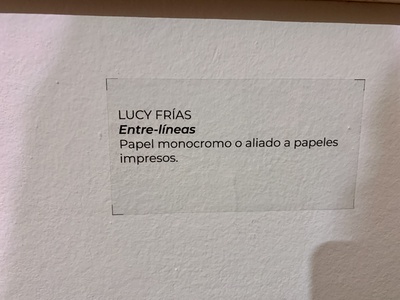 LUCY FRÍAS
Entre-líneas
Papel monocromo o aliado a papeles
impresos.